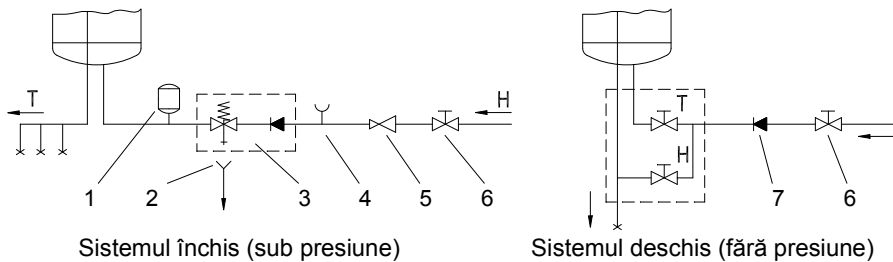 T
H
1
2
3
4
5
6
Sistemul închis (sub presiune)
T
H
7
6
Sistemul deschis (fără presiune)